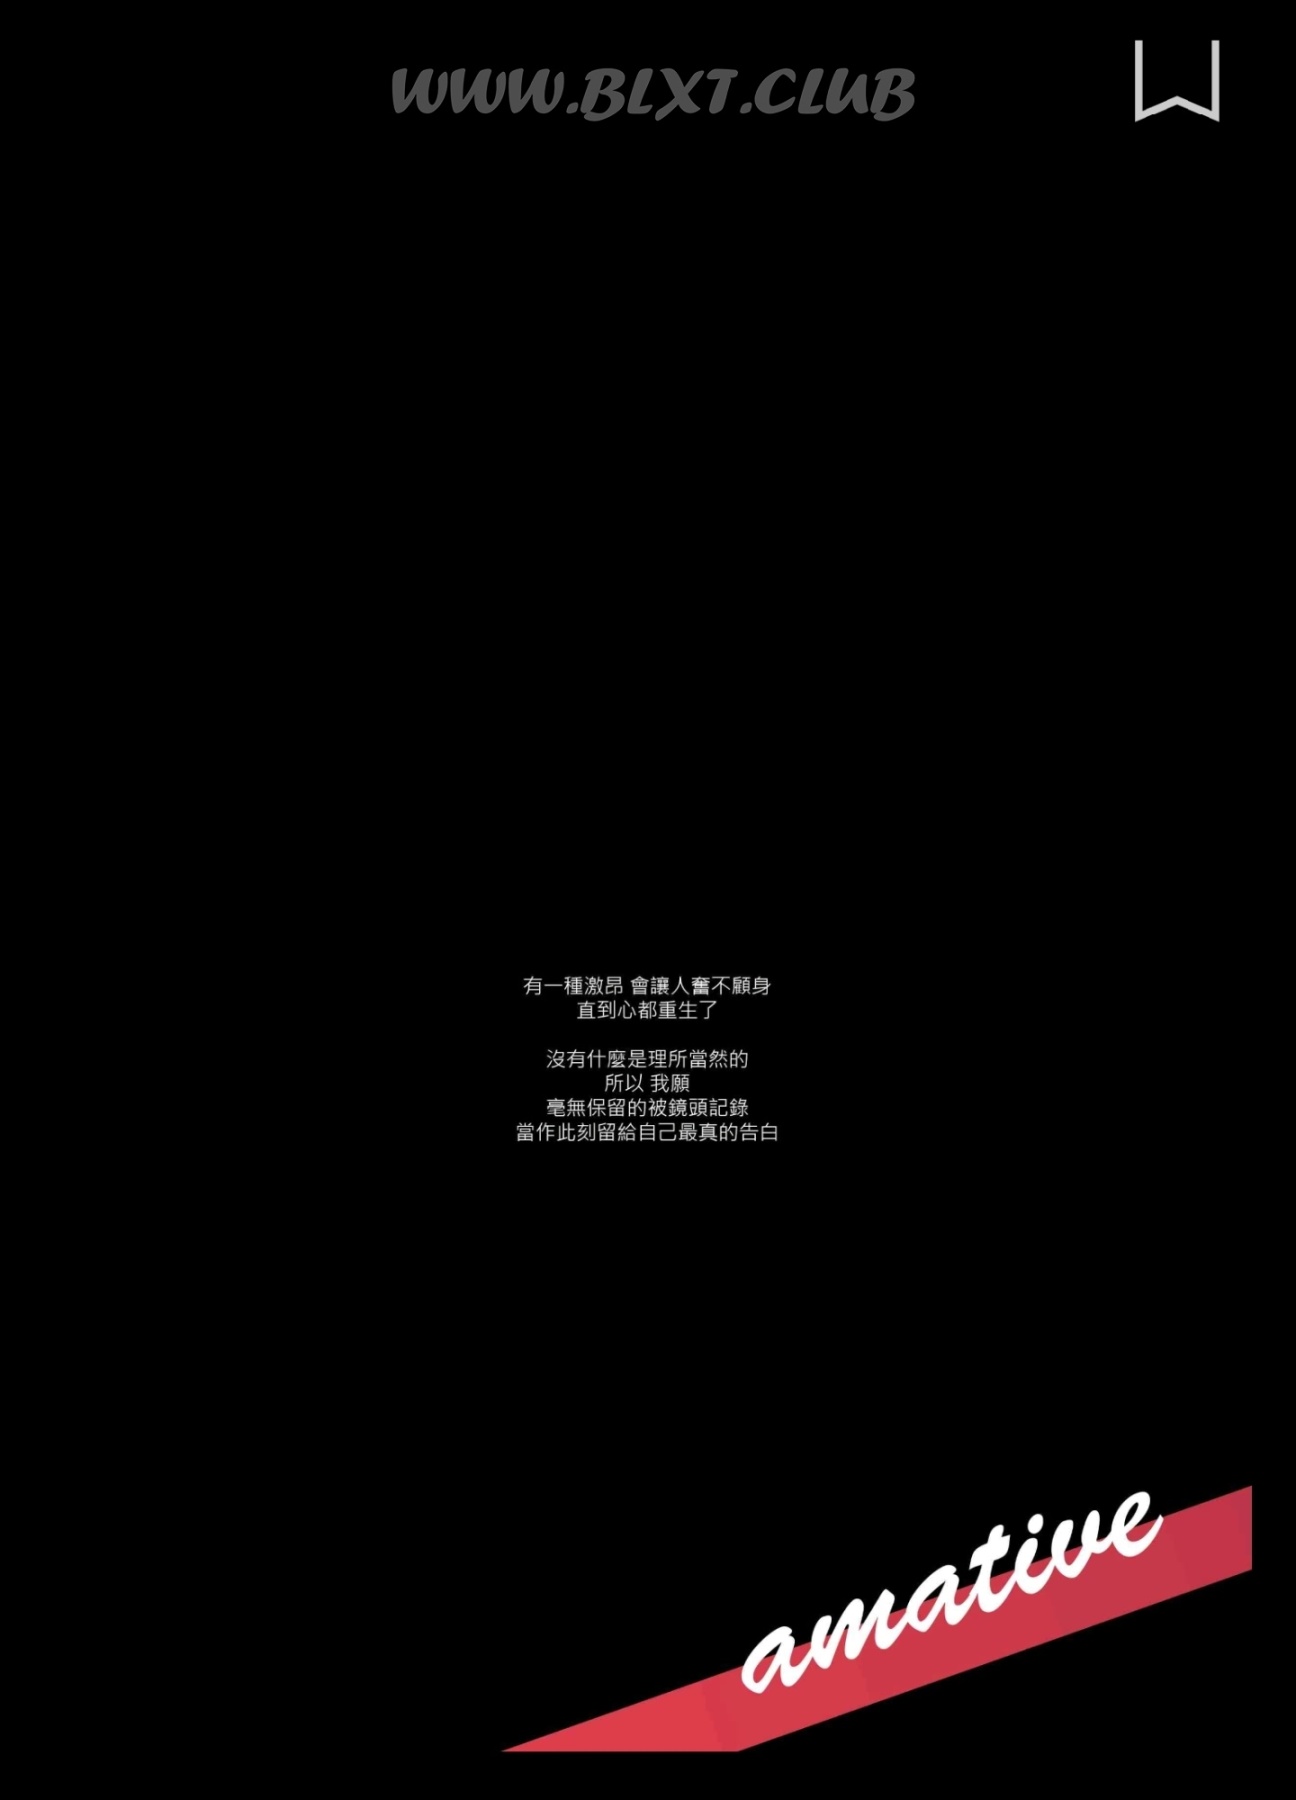 WWW.BLXT.CLUB
有一種激昂 會讓人奮不顧身
直到心都重生了
沒有什麼是理所當然的
所以 我願
毫無保留的被鏡頭記錄
當作此刻留給自己最真的告白
amative